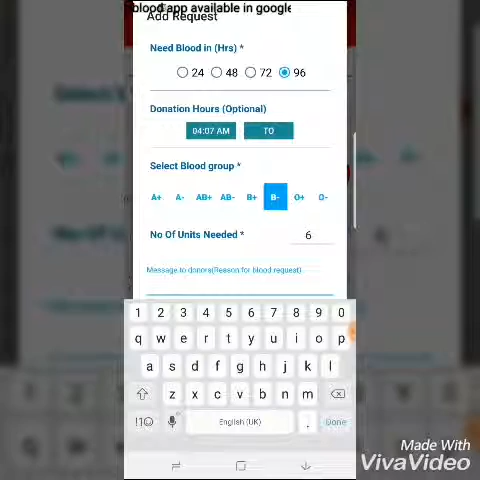 blood app available in google
Add Request
Need Blood in (Hrs) *
24 48 72 96
Donation Hours (Optional)
04:07 AM TO
Select Blood group *
A+ A- AB+ AB- B+ B- O+ O-
No Of Units Needed * 6
Message to donors(Reason for blood request)
1 2 3 4 5 6 7 8 9 0
q w e r t y u i o p
a s d f g h j k l
z x c v b n m
!1☺ English (UK) . Done
Made With
VivaVideo